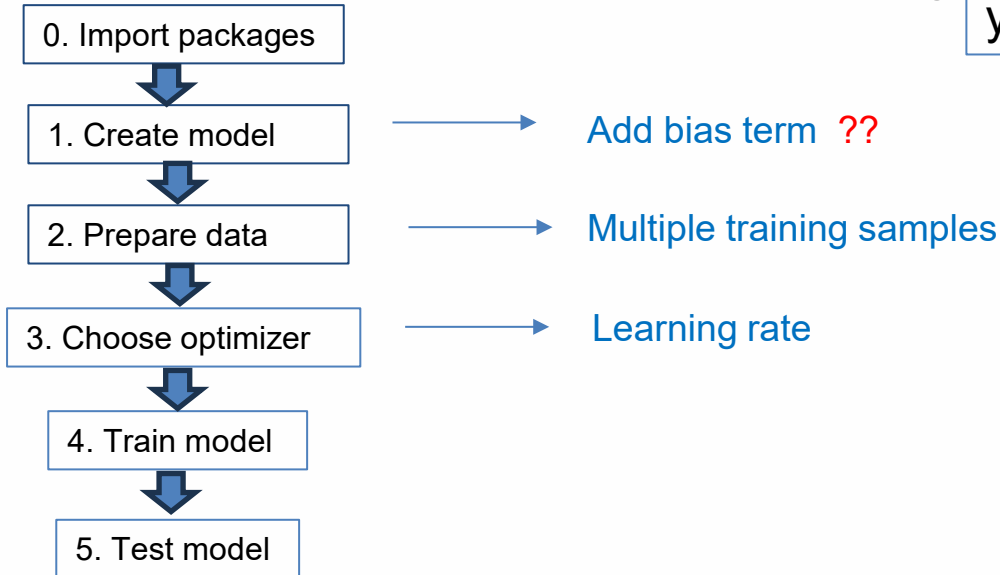 0. Import packages
1. Create model
Add bias term ??
2. Prepare data
Multiple training samples
3. Choose optimizer
Learning rate
4. Train model
5. Test model